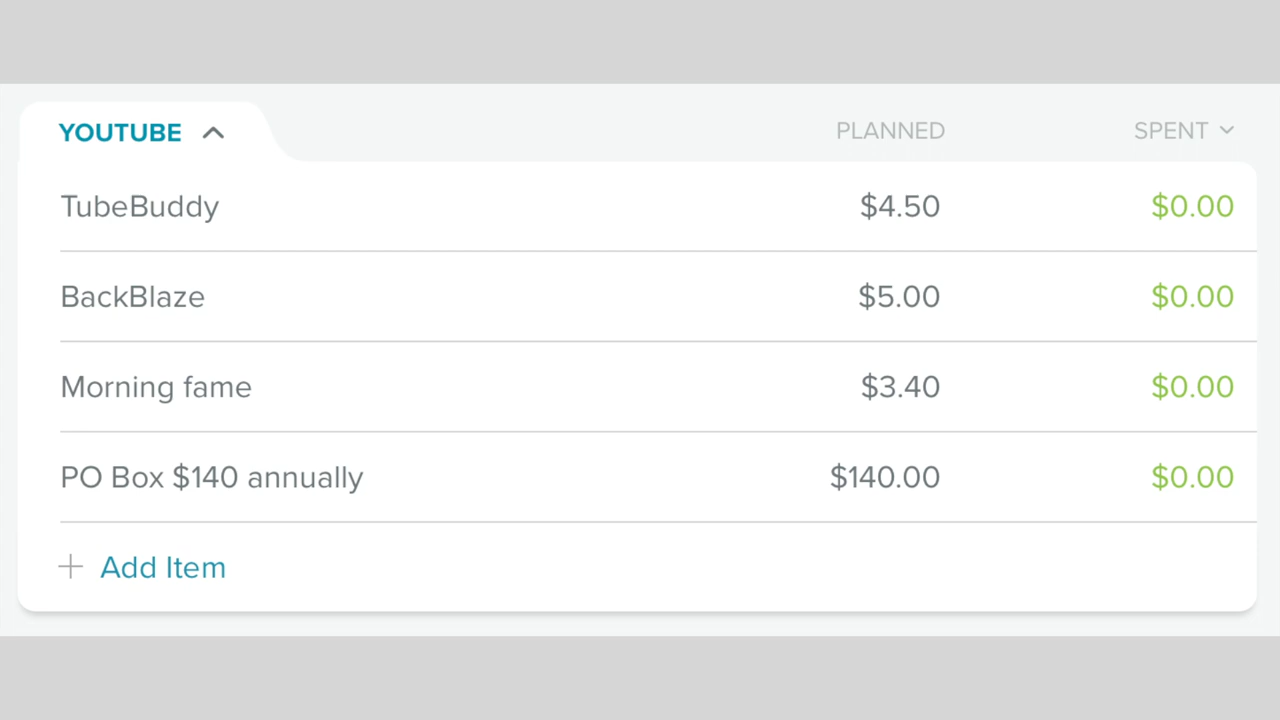 YOUTUBE PLANNED SPENT
TubeBuddy $4.50 $0.00
BackBlaze $5.00 $0.00
Morning fame $3.40 $0.00
PO Box $140 annually $140.00 $0.00
+ Add Item